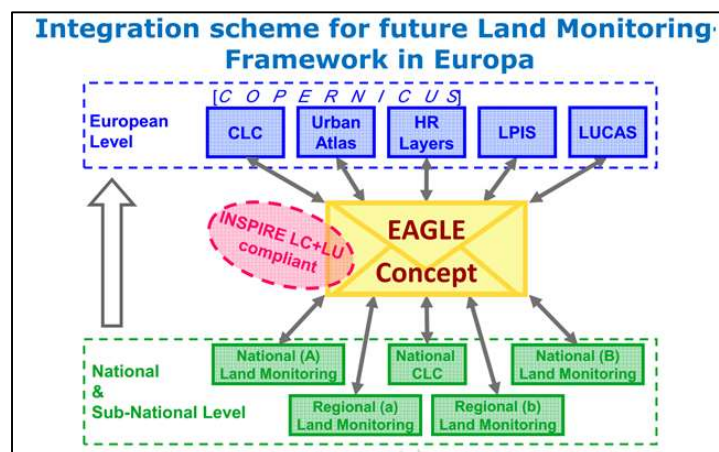 Integration scheme for future Land Monitoring-
Framework in Europa
[C O P E R N I C U S]
European
Level
CLC
Urban
Atlas
HR
Layers
LPIS
LUCAS
INSPIRE LC+LU
compliant
EAGLE
Concept
National
&
Sub-National Level
National (A)
Land Monitoring
National
CLC
National (B)
Land Monitoring
Regional (a)
Land Monitoring
Regional (b)
Land Monitoring